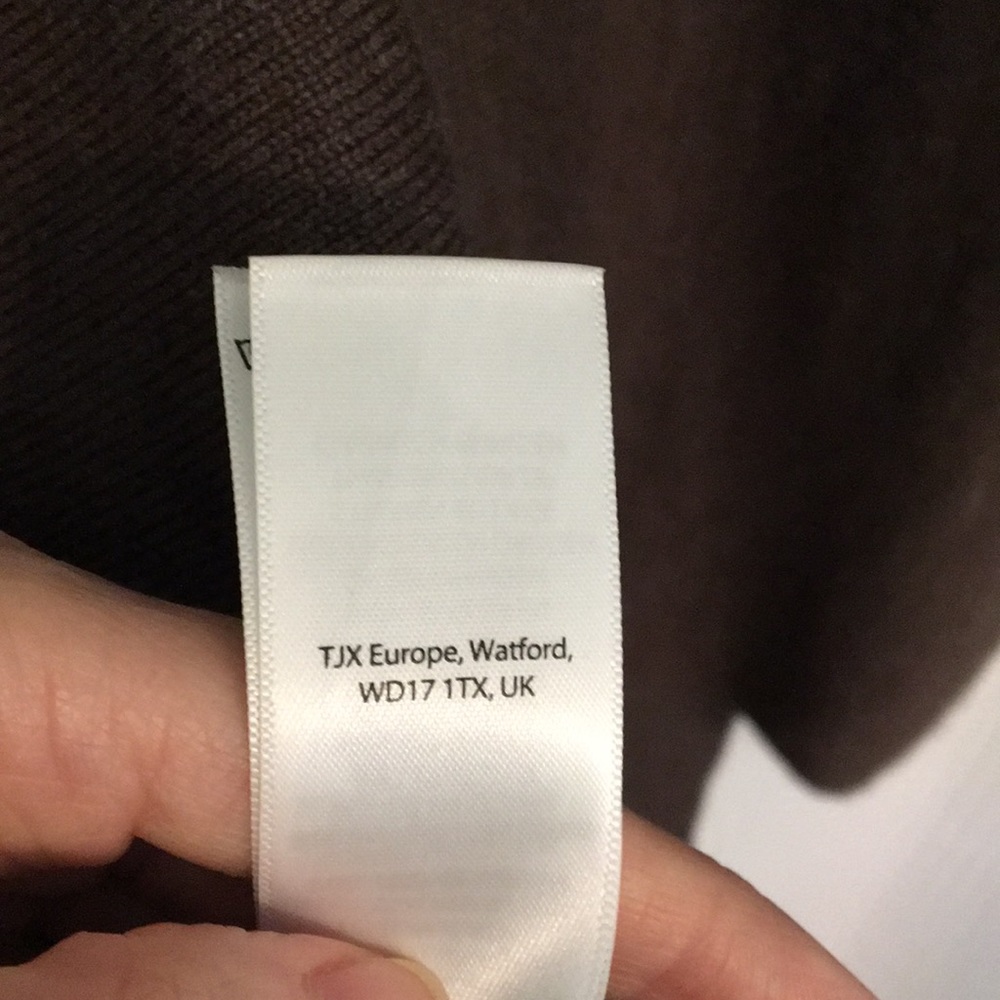 TJX Europe, Watford,
WD17 1TX, UK